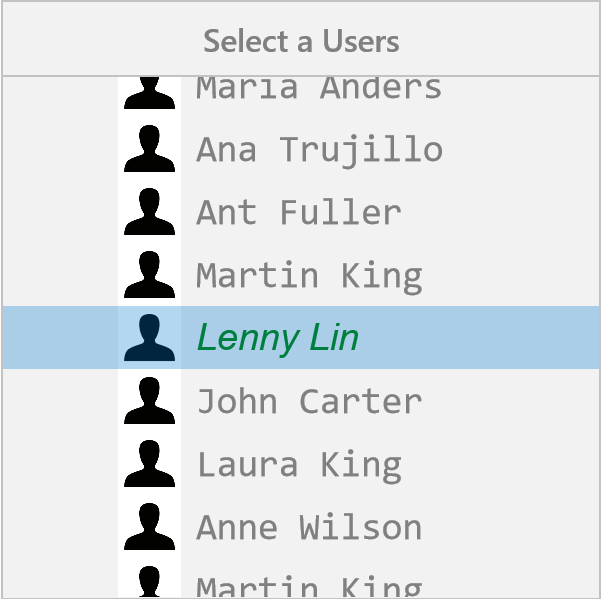 Select a Users
Maria Anders
Ana Trujillo
Ant Fuller
Martin King
Lenny Lin
John Carter
Laura King
Anne Wilson
Martin King